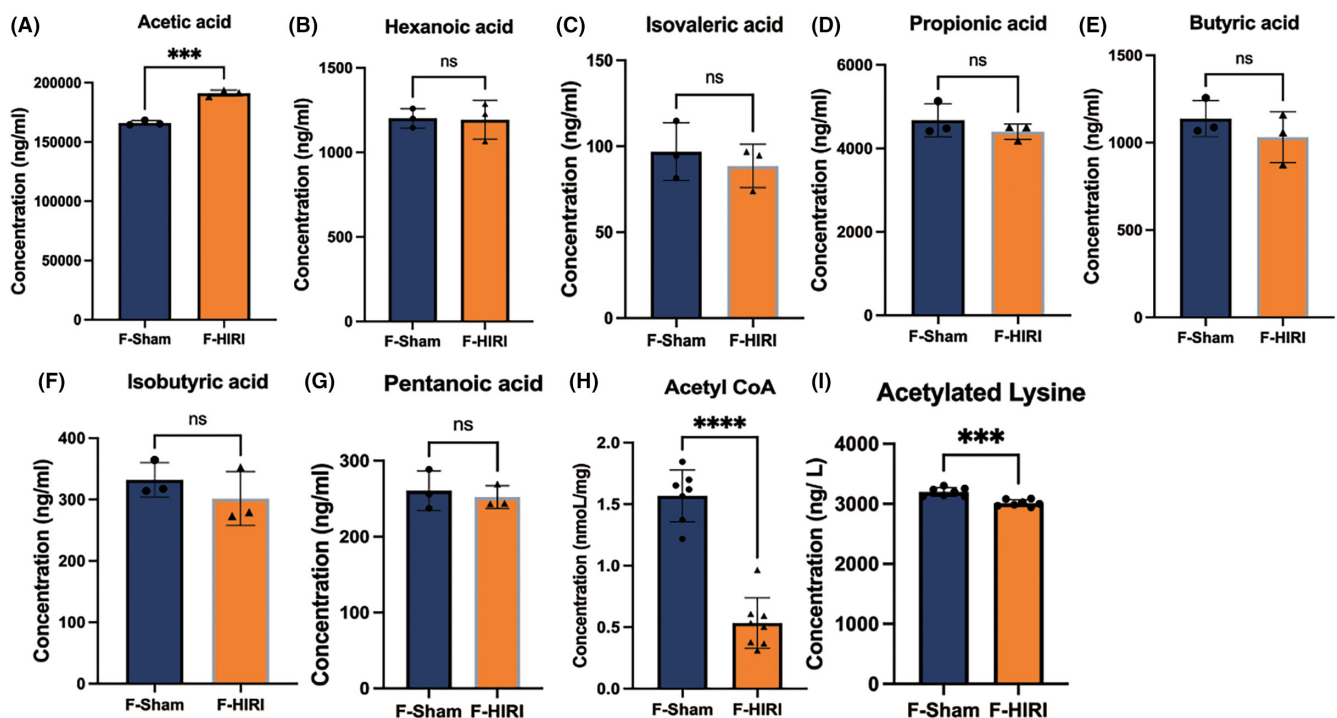 (A)
Acetic acid
***
Concentration (ng/ml)
200000
150000
100000
50000
0
F-Sham
F-HIRI
(B)
Hexanoic acid
ns
Concentration (ng/ml)
1500
1000
500
0
F-Sham
F-HIRI
(C)
Isovaleric acid
ns
Concentration (ng/ml)
150
100
50
0
F-Sham
F-HIRI
(D)
Propionic acid
ns
Concentration (ng/ml)
6000
4000
2000
0
F-Sham
F-HIRI
(E)
Butyric acid
ns
Concentration (ng/ml)
1500
1000
500
0
F-Sham
F-HIRI
(F)
Isobutyric acid
ns
Concentration (ng/ml)
400
300
200
100
0
F-Sham
F-HIRI
(G)
Pentanoic acid
ns
Concentration (ng/ml)
300
200
100
0
F-Sham
F-HIRI
(H)
Acetyl CoA
****
Concentration (nmoL/mg)
2.0
1.5
1.0
0.5
0.0
F-Sham
F-HIRI
(I)
Acetylated Lysine
***
Concentration (ng/ L)
4000
3000
2000
1000
0
F-Sham
F-HIRI